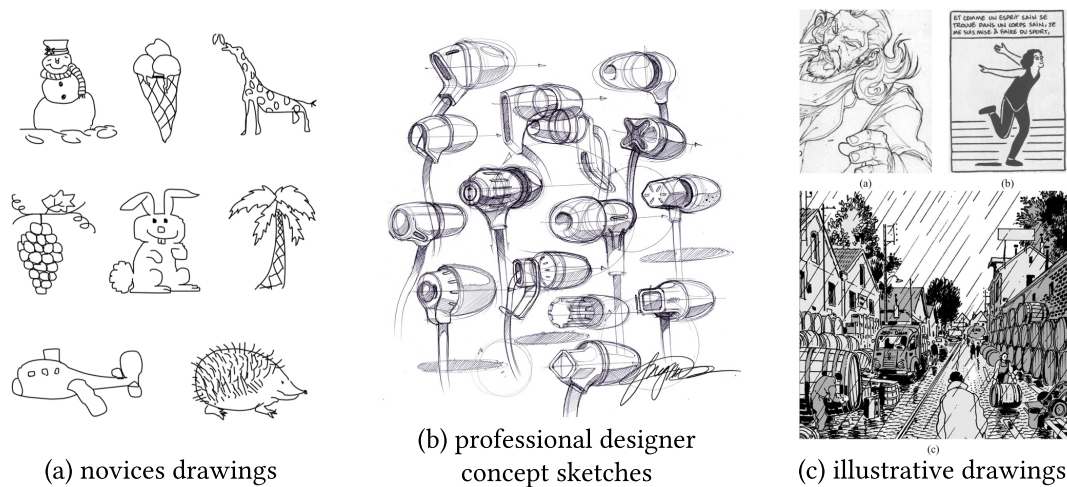 ET COMME UN ESPRIT SAIN SE
TROUVE DANS UN CORPS SAIN, JE
ME SUIS MISE À FAIRE DU SPORT,
(a)
(b)
(c)
(a) novices drawings
(b) professional designer
concept sketches
(c) illustrative drawings